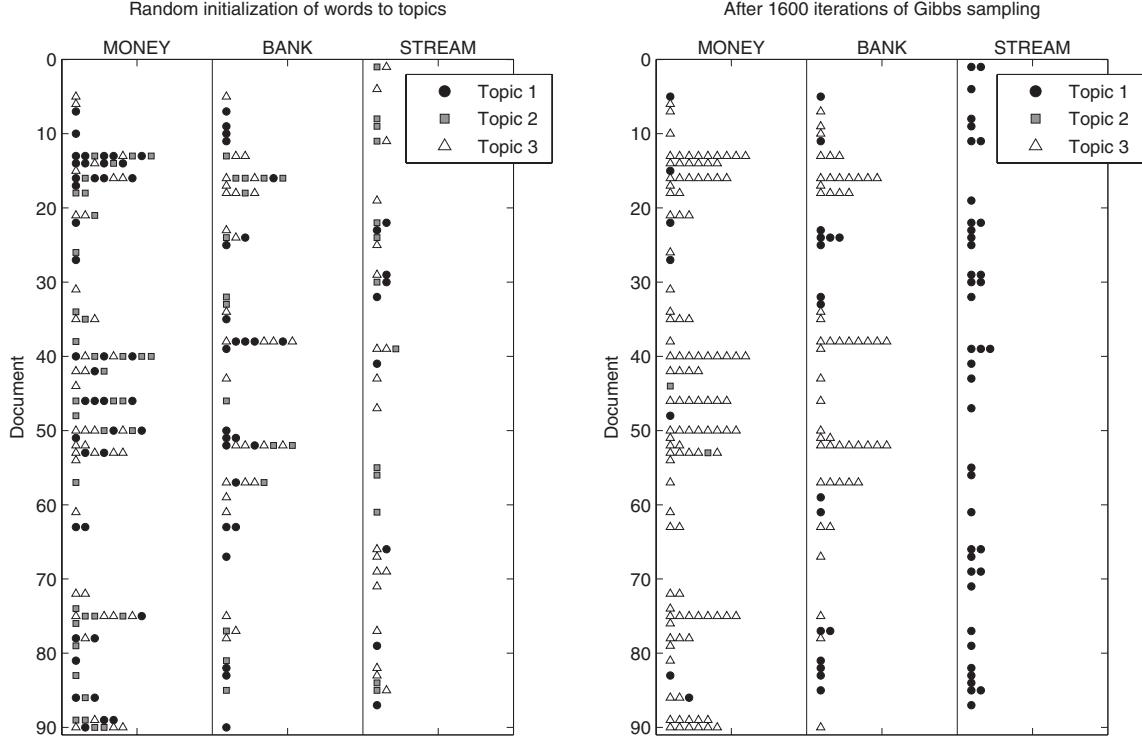 Random initialization of words to topics
MONEY BANK STREAM
0
10
20
30
40
50
60
70
80
90
Document
Topic 1
Topic 2
Topic 3
After 1600 iterations of Gibbs sampling
MONEY BANK STREAM
0
10
20
30
40
50
60
70
80
90
Document
Topic 1
Topic 2
Topic 3